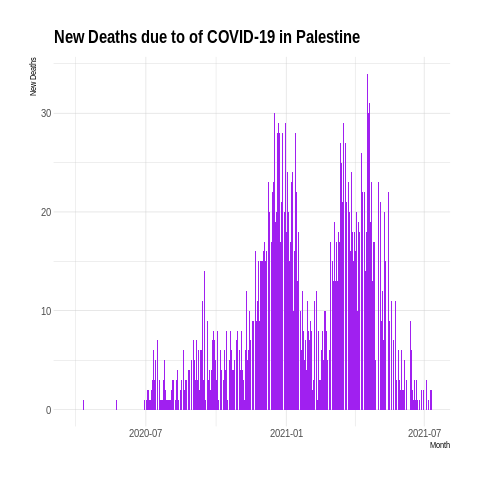 New Deaths due to of COVID-19 in Palestine
New Deaths
30
20
10
0
2020-07 2021-01 2021-07
Month